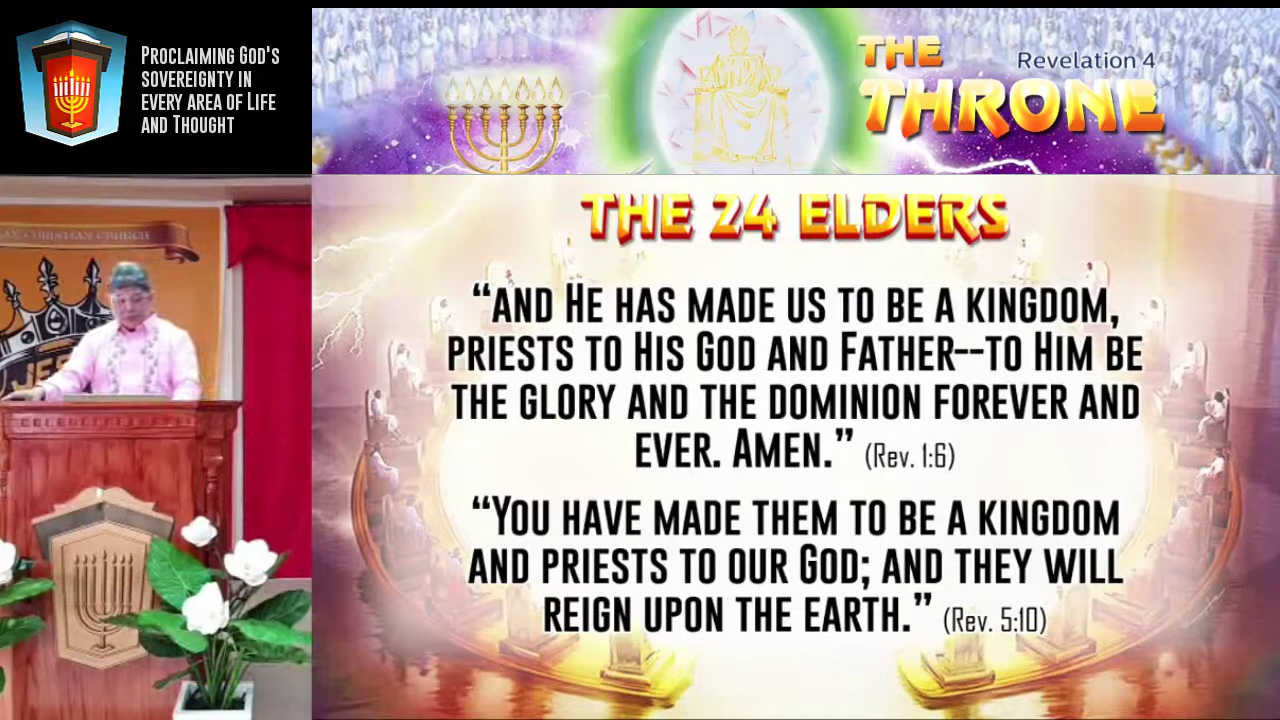 Proclaiming God's
sovereignty in
every area of Life
and Thought
THE
Revelation 4
THRONE
CHRISTIAN CHURCH
THE 24 ELDERS
“and He has made us to be a kingdom,
priests to His God and Father--to Him be
the glory and the dominion forever and
ever. Amen.” (Rev. 1:6)
“You have made them to be a kingdom
and priests to our God; and they will
reign upon the earth.” (Rev. 5:10)